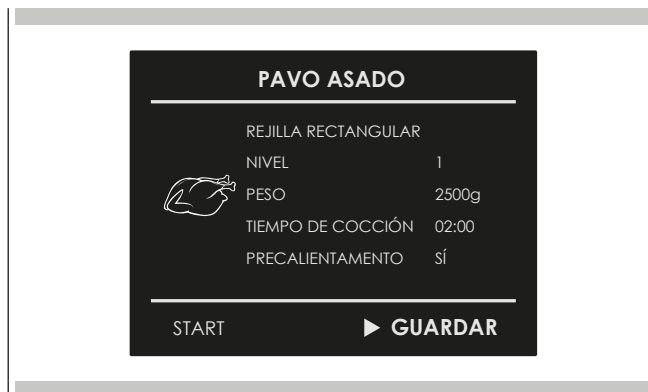 PAVO ASADO
REJILLA RECTANGULAR
NIVEL 1
PESO 2500g
TIEMPO DE COCCIÓN 02:00
PRECALIENTAMENTO SÍ
START ▶ GUARDAR